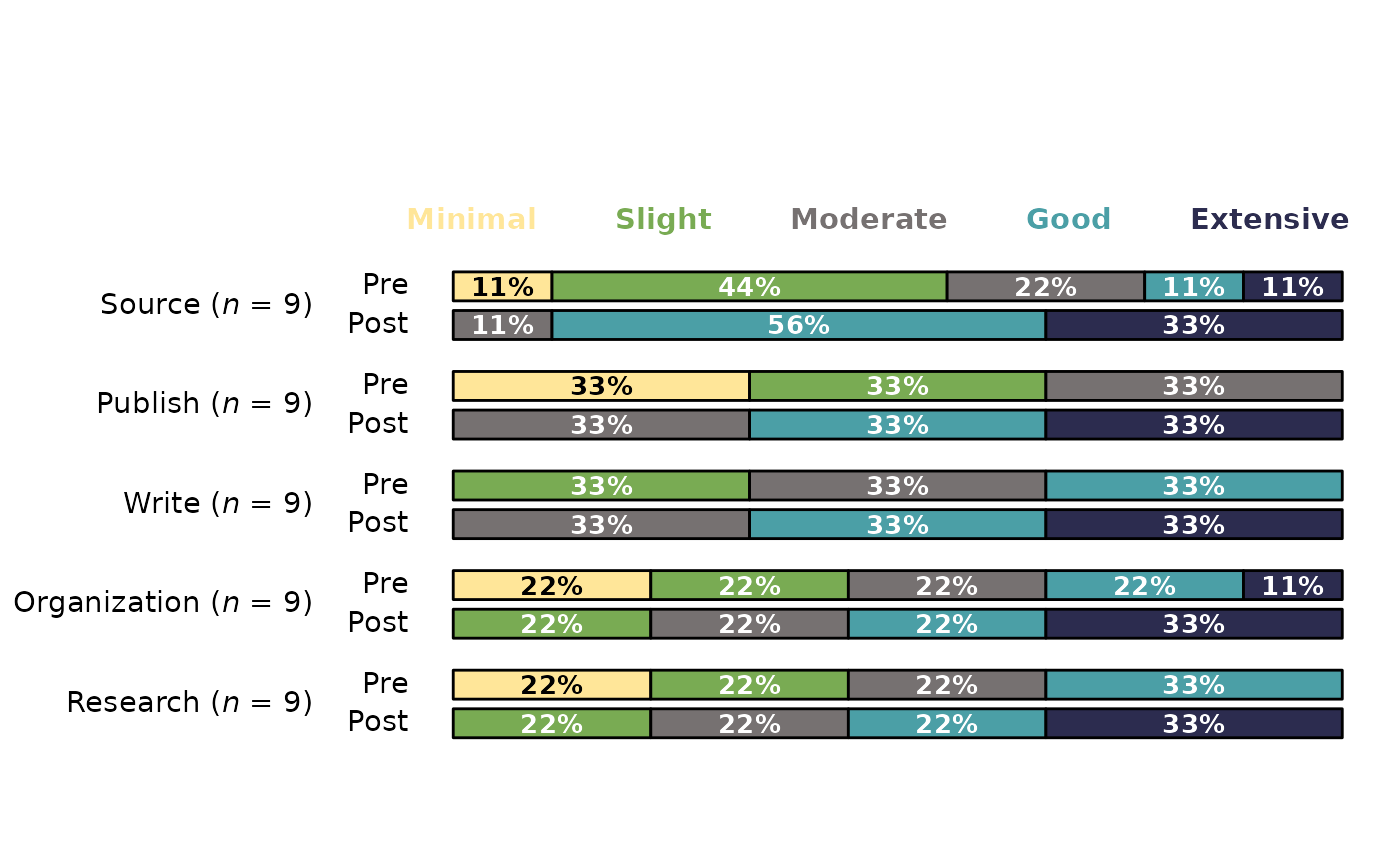 Minimal Slight Moderate Good Extensive
Source (n = 9)
Pre 11% 44% 22% 11% 11%
Post 11% 56% 33%
Publish (n = 9)
Pre 33% 33% 33%
Post 33% 33% 33%
Write (n = 9)
Pre 33% 33% 33%
Post 33% 33% 33%
Organization (n = 9)
Pre 22% 22% 22% 22% 11%
Post 22% 22% 22% 33%
Research (n = 9)
Pre 22% 22% 22% 33%
Post 22% 22% 22% 33%